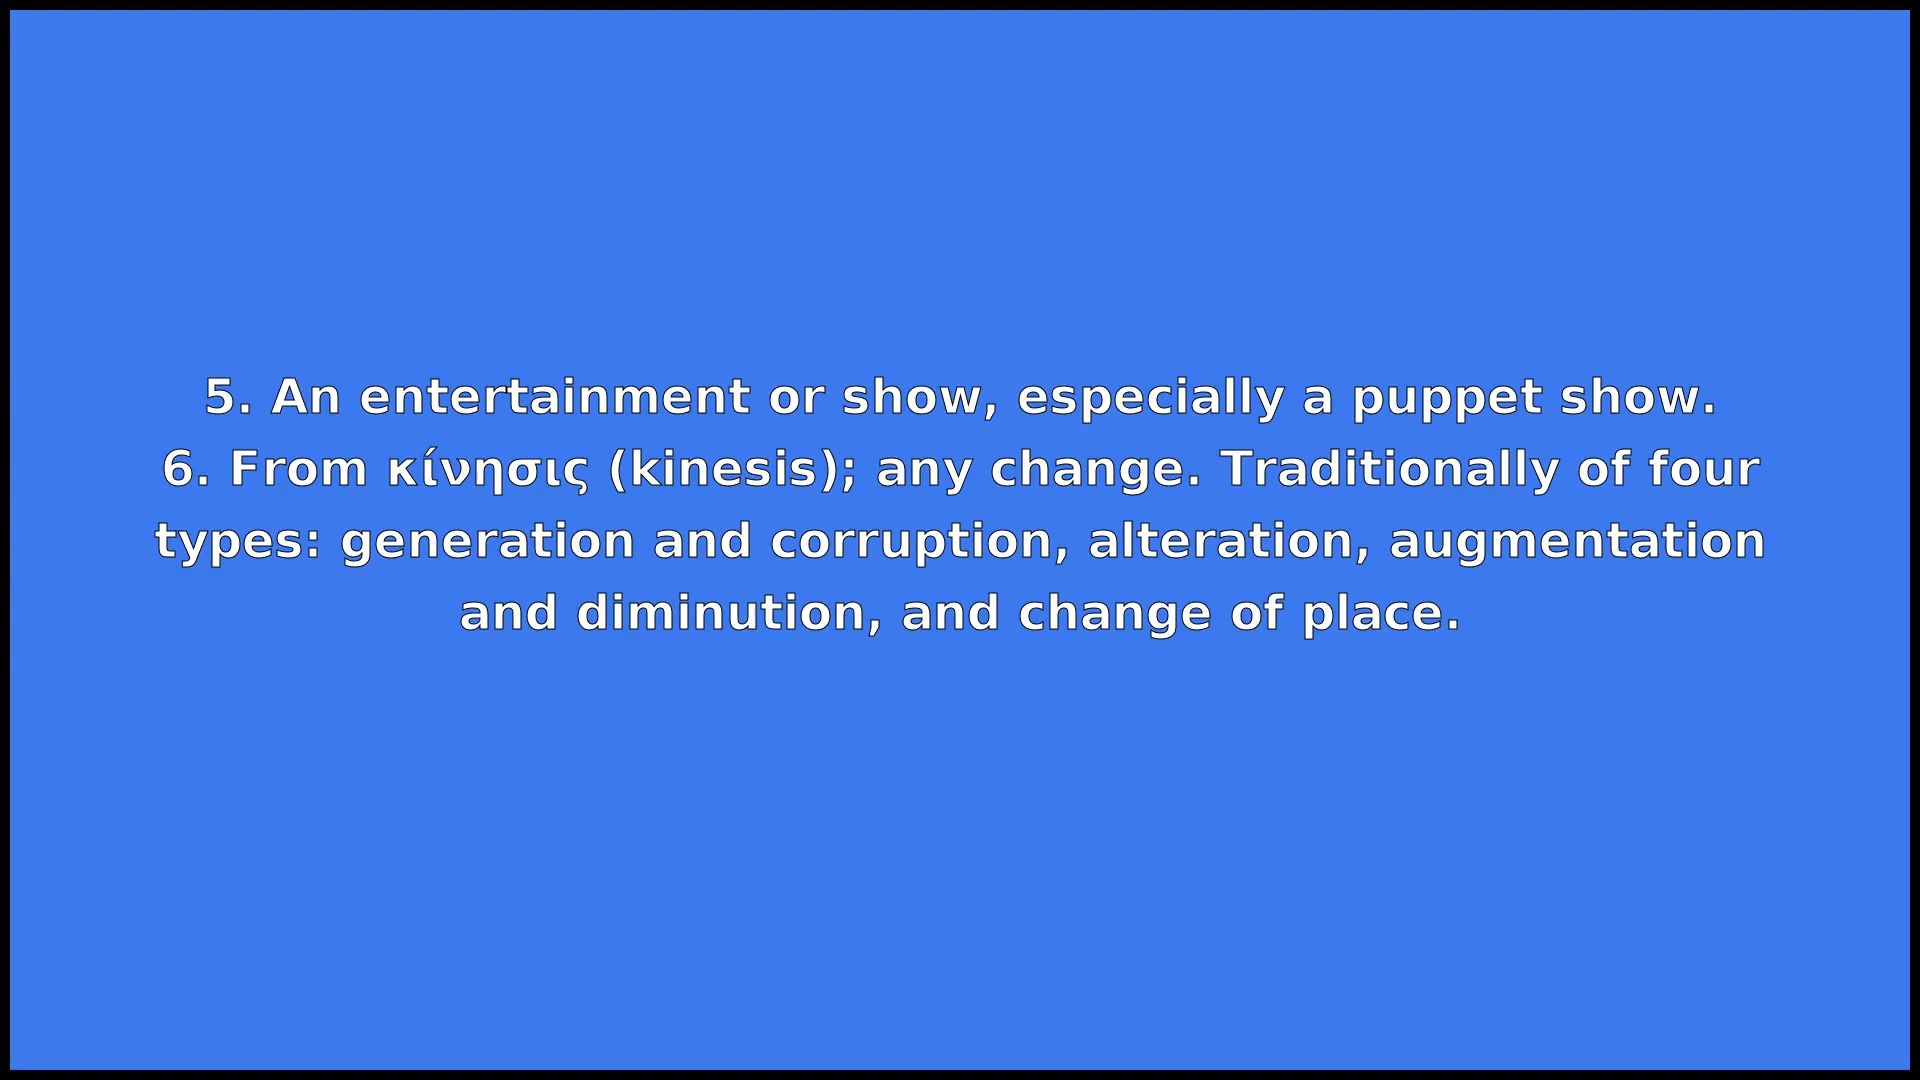 5. An entertainment or show, especially a puppet show.
6. From κίνησις (kinesis); any change. Traditionally of four
types: generation and corruption, alteration, augmentation
and diminution, and change of place.